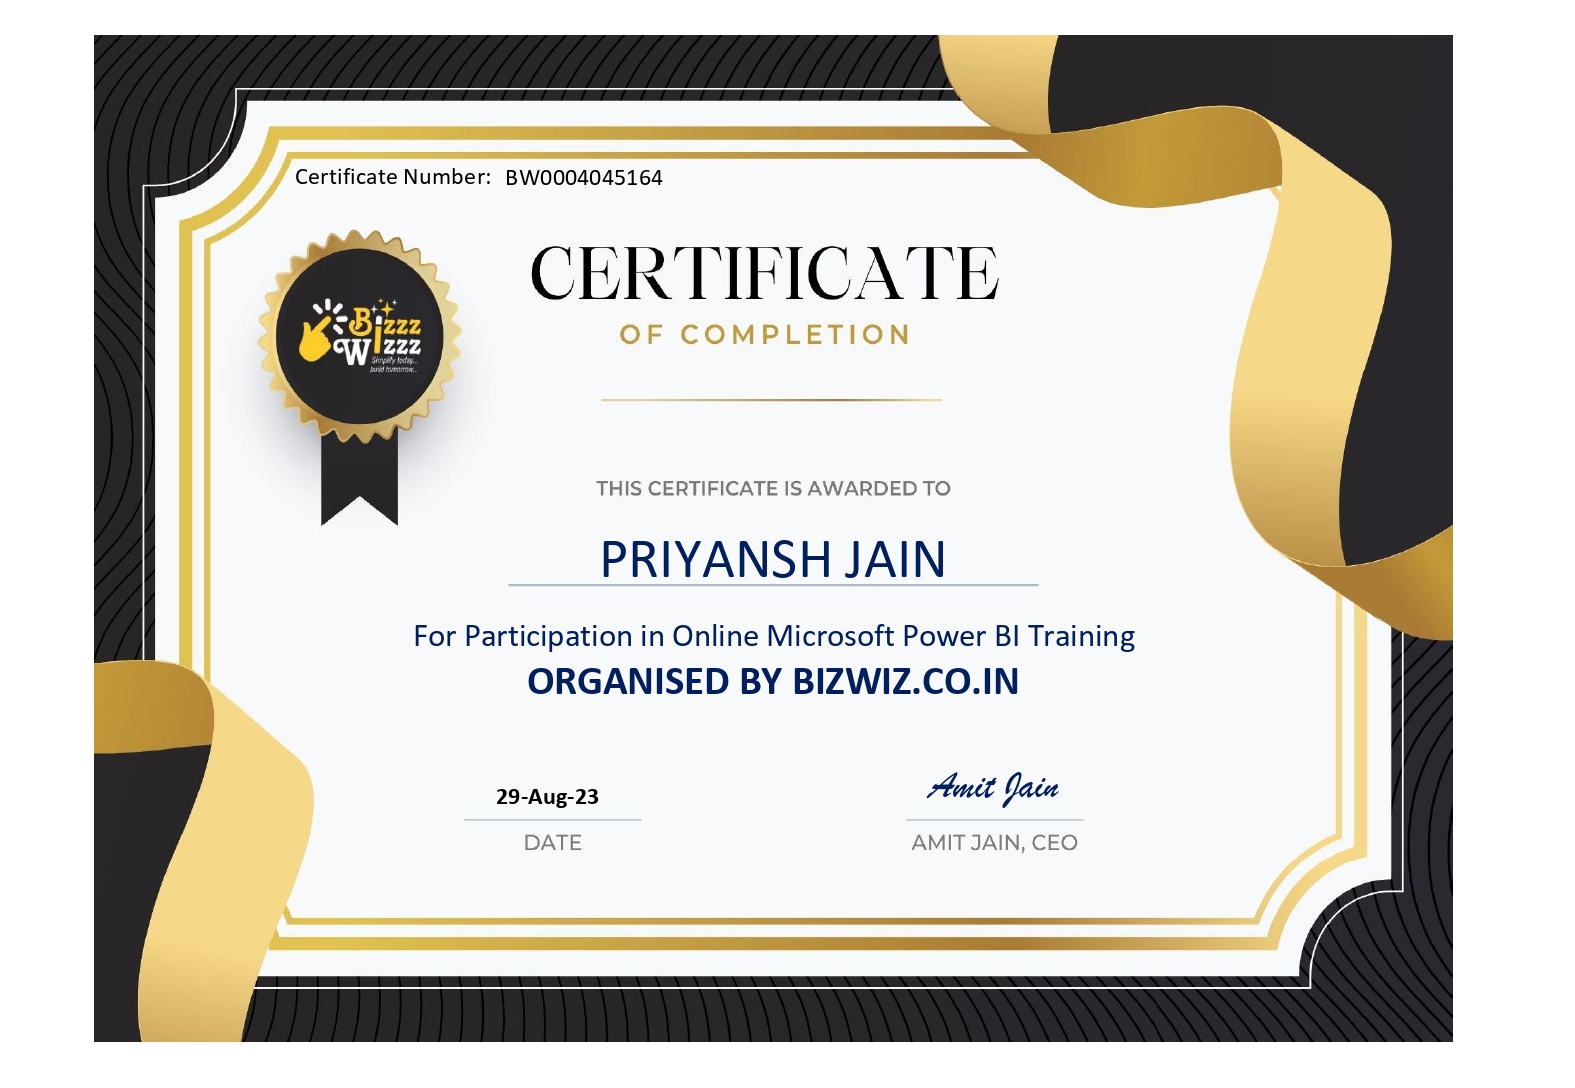 Certificate Number: BW0004045164
CERTIFICATE
OF COMPLETION
Bizzz
Wizzz
Simplify today...
build tomorrow...
THIS CERTIFICATE IS AWARDED TO
PRIYANSH JAIN
For Participation in Online Microsoft Power BI Training
ORGANISED BY BIZWIZ.CO.IN
29-Aug-23
DATE
Amit Jain
AMIT JAIN, CEO